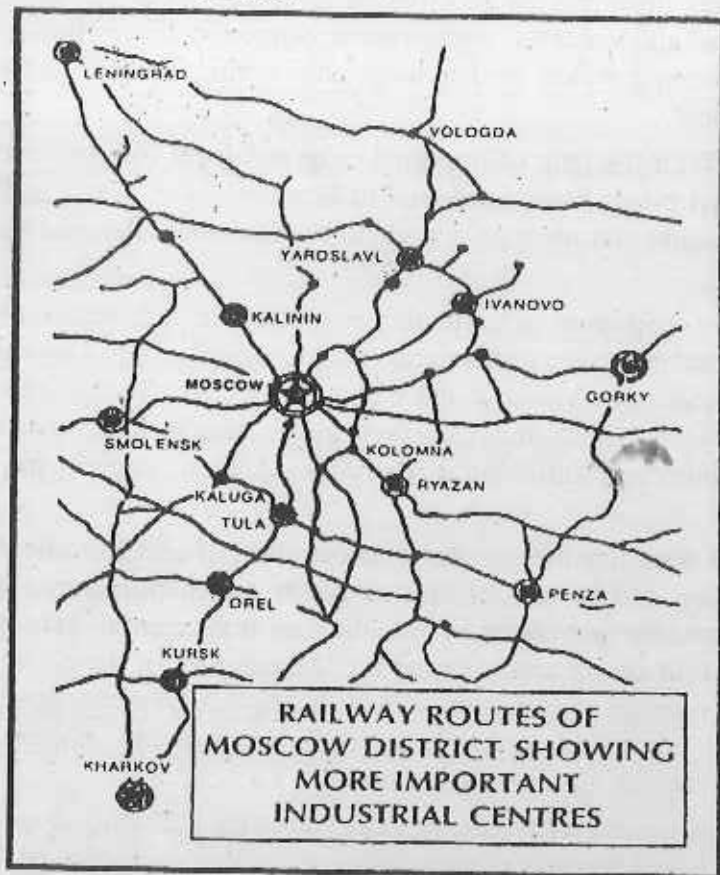 LENINGHAD
VOLOGDA
YAROSLAVL
IVANOVO
KALININ
MOSCOW
GORKY
SMOLENSK
KOLOMNA
KALUGA
RYAZAN
TULA
PENZA
OREL
KURSK
KHARKOV
RAILWAY ROUTES OF
MOSCOW DISTRICT SHOWING
MORE IMPORTANT
INDUSTRIAL CENTRES